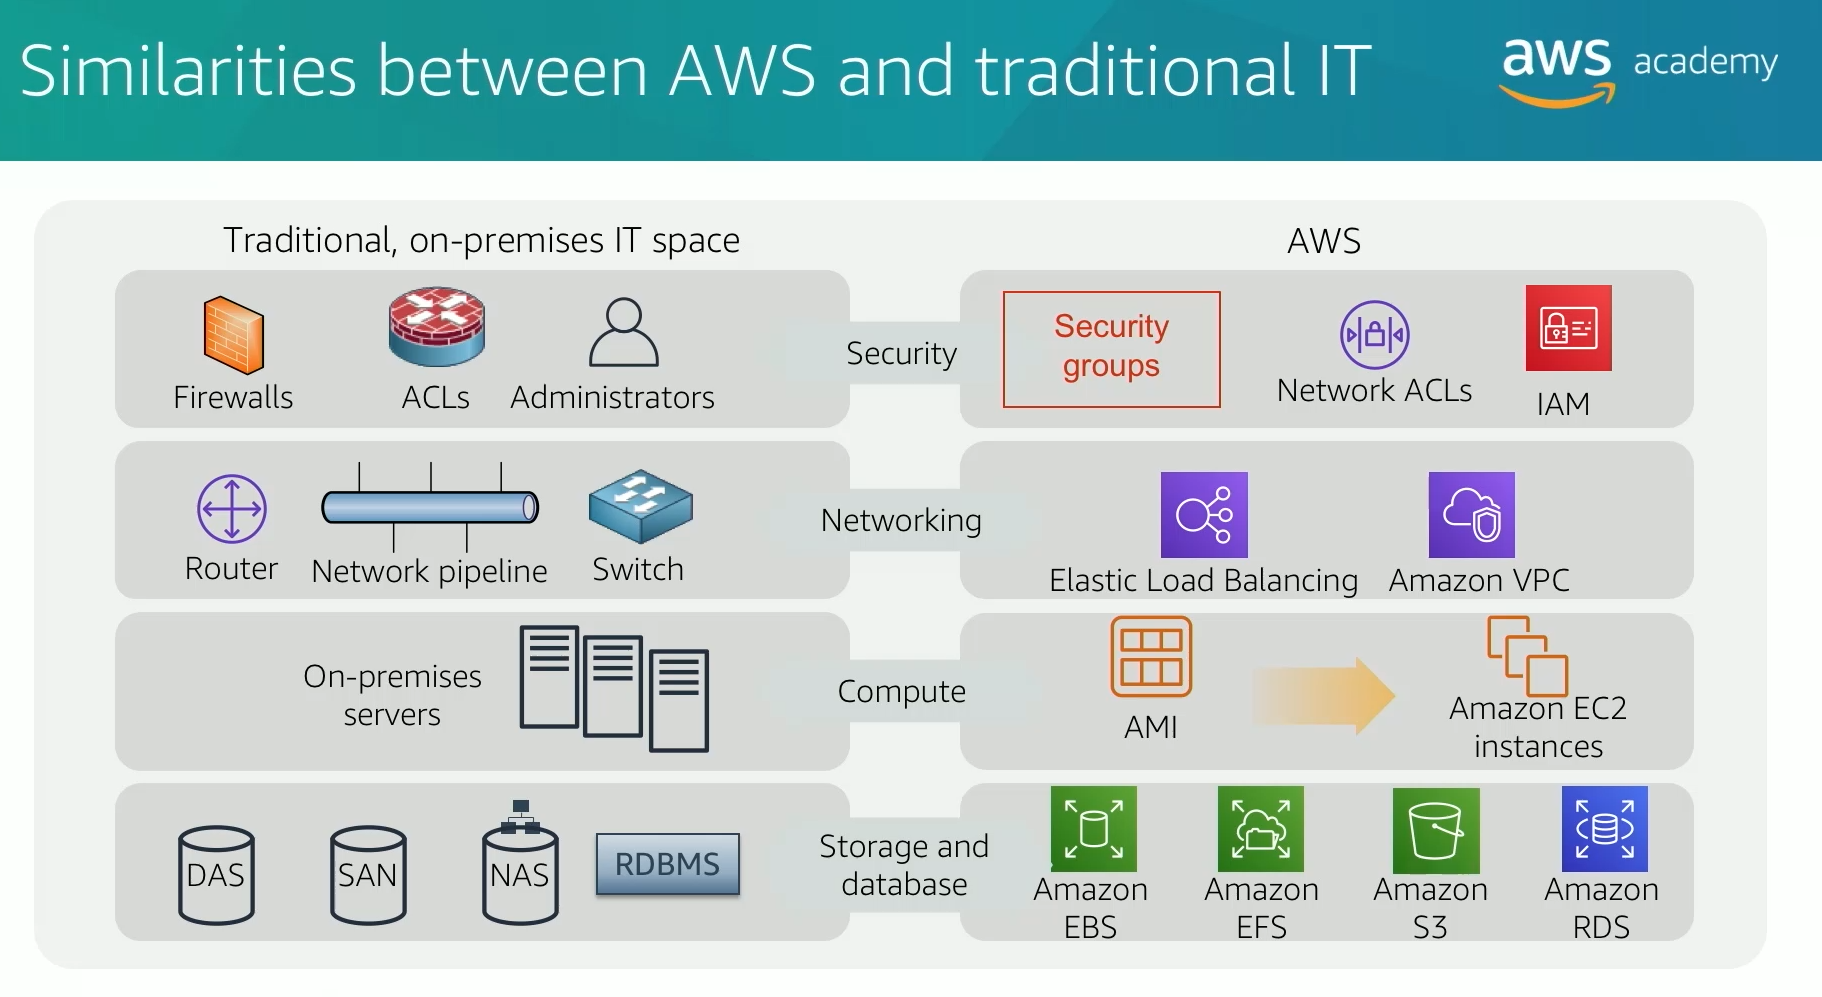 Similarities between AWS and traditional IT
aws academy
Traditional, on-premises IT space
AWS
Firewalls
ACLs
Administrators
Security
Security
groups
Network ACLs
IAM
Router
Network pipeline
Switch
Networking
Elastic Load Balancing
Amazon VPC
On-premises
servers
Compute
AMI
Amazon EC2
instances
DAS
SAN
NAS
RDBMS
Storage and
database
Amazon
EBS
Amazon
EFS
Amazon
S3
Amazon
RDS